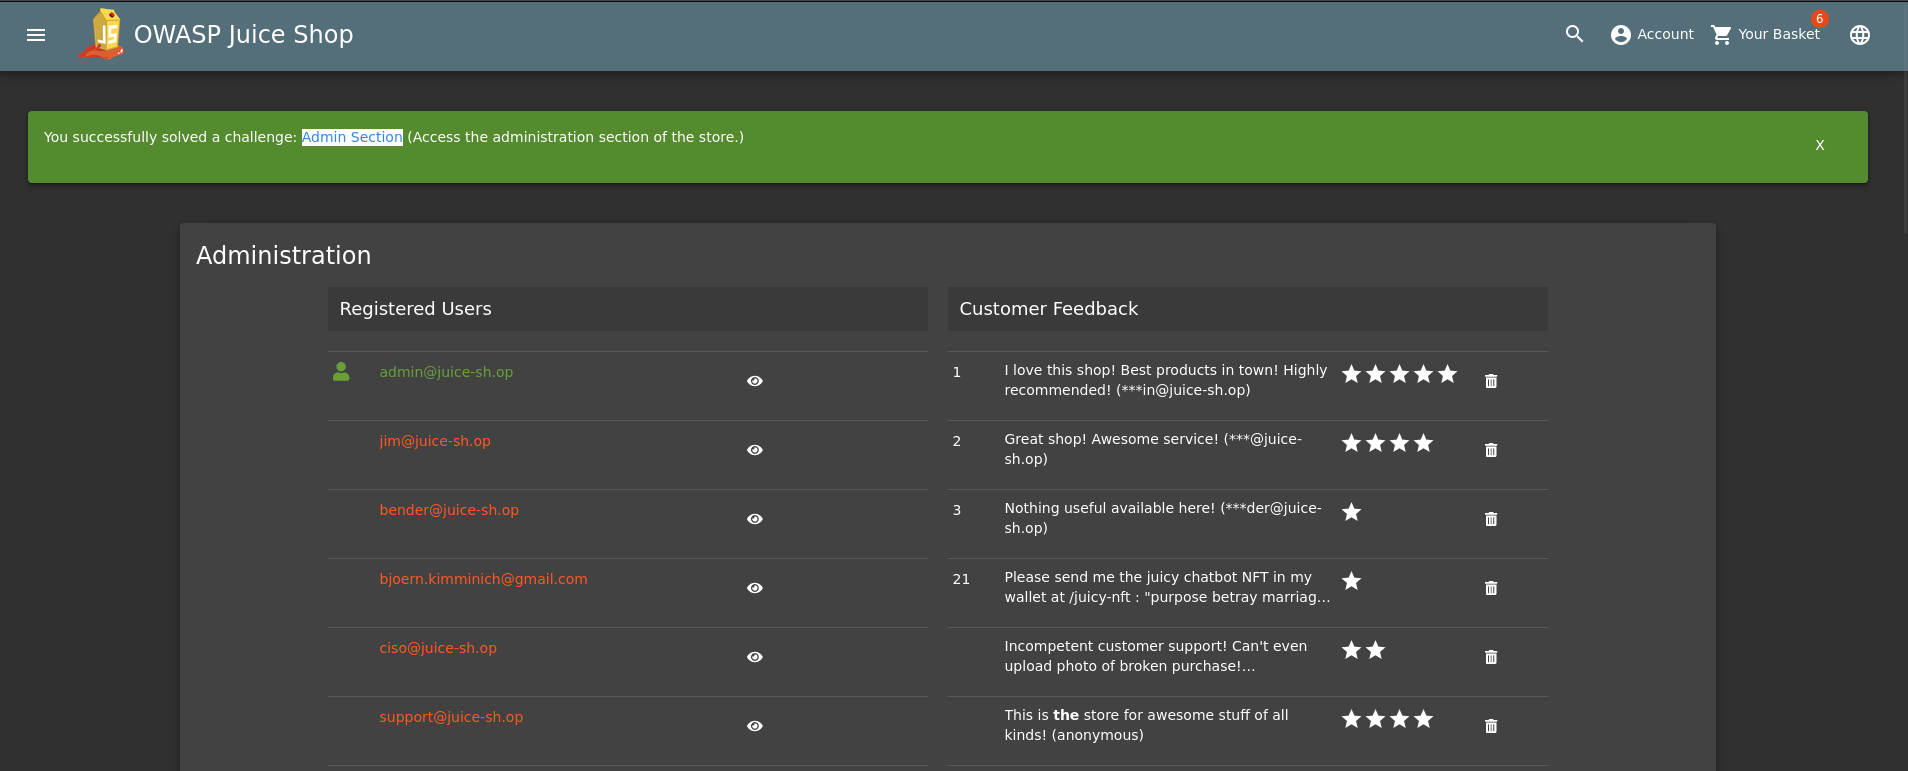 OWASP Juice Shop
Account
Your Basket
6
You successfully solved a challenge: Admin Section (Access the administration section of the store.)
X
Administration
Registered Users
admin@juice-sh.op
jim@juice-sh.op
bender@juice-sh.op
bjoern.kimminich@gmail.com
ciso@juice-sh.op
support@juice-sh.op
Customer Feedback
1
I love this shop! Best products in town! Highly
recommended! (***in@juice-sh.op)
2
Great shop! Awesome service! (***@juice-
sh.op)
3
Nothing useful available here! (***der@juice-
sh.op)
21
Please send me the juicy chatbot NFT in my
wallet at /juicy-nft : "purpose betray marriag...
Incompetent customer support! Can't even
upload photo of broken purchase!...
This is the store for awesome stuff of all
kinds! (anonymous)